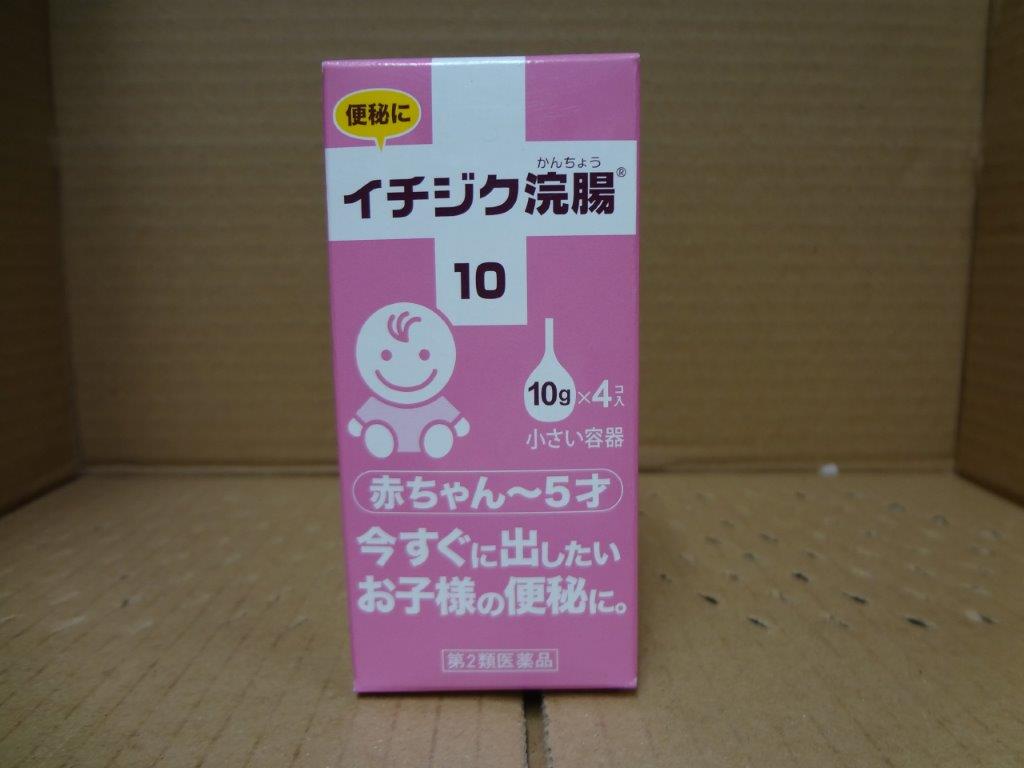 便秘に
かんちょう
イチジク浣腸®
10
10g×4コ入
小さい容器
赤ちゃん〜5才
今すぐに出したい
お子様の便秘に。
第2類医薬品